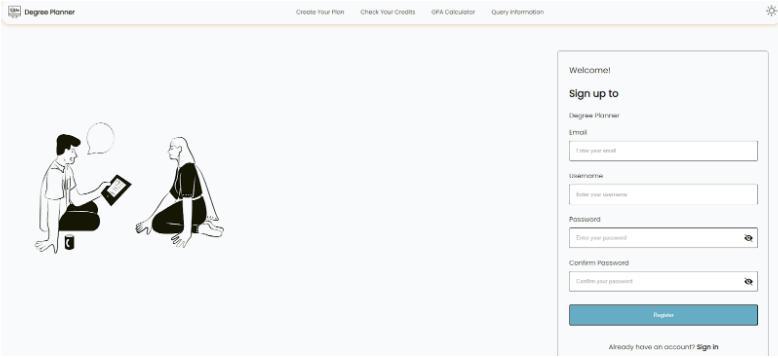 Degree Planner
Create Your Plan
Check Your Credits
GPA Calculator
Query Information
Welcome!
Sign up to
Degree Planner
Email
Enter your email
Username
Enter your username
Password
Enter your password
Confirm Password
Confirm your password
Register
Already have an account? Sign in